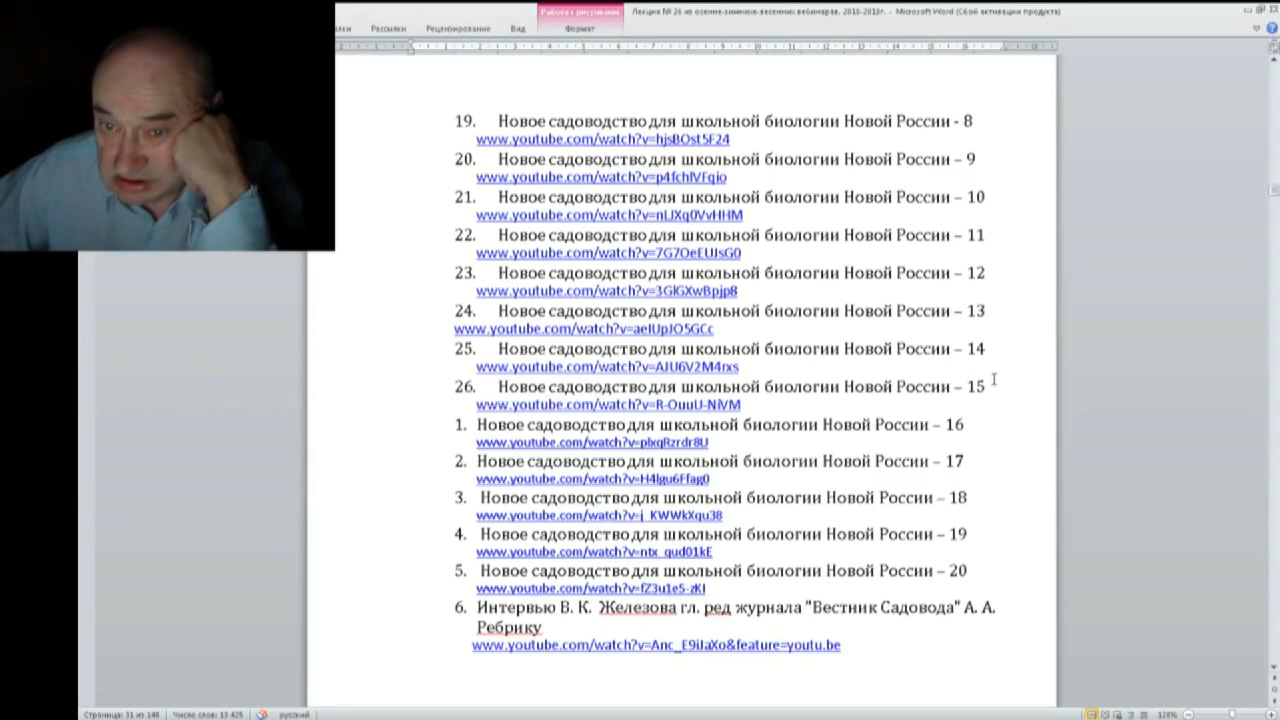 Работа с рисунками
Лекция № 26 из осенне-зимнее-весенних вебинаров. 2018-2019г. - Microsoft Word (Сбой активации продукта)
Рассылки Рецензирование Вид Формат
19. Новое садоводство для школьной биологии Новой России - 8
www.youtube.com/watch?v=hjsBOst5F24
20. Новое садоводство для школьной биологии Новой России – 9
www.youtube.com/watch?v=p4fchlVFqio
21. Новое садоводство для школьной биологии Новой России – 10
www.youtube.com/watch?v=nLJXq0VvHHM
22. Новое садоводство для школьной биологии Новой России – 11
www.youtube.com/watch?v=7G7OeEUJsG0
23. Новое садоводство для школьной биологии Новой России – 12
www.youtube.com/watch?v=3GlGXwBpjp8
24. Новое садоводство для школьной биологии Новой России – 13
www.youtube.com/watch?v=aeIUpJO5GCc
25. Новое садоводство для школьной биологии Новой России – 14
www.youtube.com/watch?v=AJU6V2M4rxs
26. Новое садоводство для школьной биологии Новой России – 15
www.youtube.com/watch?v=R-OuuU-NiVM
1. Новое садоводство для школьной биологии Новой России – 16
www.youtube.com/watch?v=plxqRzrdr8U
2. Новое садоводство для школьной биологии Новой России – 17
www.youtube.com/watch?v=H4lgu6Ffag0
3. Новое садоводство для школьной биологии Новой России – 18
www.youtube.com/watch?v=j_KWWkXqu38
4. Новое садоводство для школьной биологии Новой России – 19
www.youtube.com/watch?v=ntx_qud01kE
5. Новое садоводство для школьной биологии Новой России – 20
www.youtube.com/watch?v=fZ3u1e5-zKI
6. Интервью В. К. Железова гл. ред журнала "Вестник Садовода" А. А.
Ребрику
www.youtube.com/watch?v=Anc_E9iJaXo&feature=youtu.be
Страница: 31 из 148 Число слов: 13 425 русский 128%